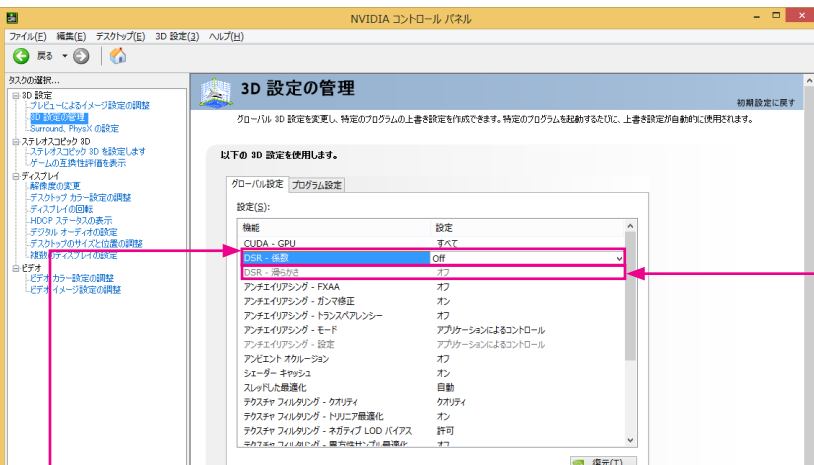 NVIDIA コントロール パネル
ファイル(F) 編集(E) デスクトップ(E) 3D 設定(3) ヘルプ(H)
戻る
タスクの選択...
3D 設定
プレビューによるイメージ設定の調整
3D 設定の管理
Surround、PhysX の設定
ステレオスコピック 3D
ステレオスコピック 3D を設定します
ゲームの互換性評価を表示
ディスプレイ
解像度の変更
デスクトップ カラー設定の調整
ディスプレイの回転
HDCP ステータスの表示
デジタル オーディオの設定
デスクトップのサイズと位置の調整
複数のディスプレイの設定
ビデオ
ビデオ カラー設定の調整
ビデオ イメージ設定の調整
3D 設定の管理
初期設定に戻す
グローバル 3D 設定を変更し、特定のプログラムの上書き設定を作成できます。特定のプログラムを起動するたびに、上書き設定が自動的に使用されます。
以下の 3D 設定を使用します。
グローバル設定 プログラム設定
設定(S):
機能 設定
CUDA - GPU すべて
DSR - 係数 Off
DSR - 滑らかさ オフ
アンチエイリアシング - FXAA オフ
アンチエイリアシング - ガンマ修正 オン
アンチエイリアシング - トランスペアレンシー オフ
アンチエイリアシング - モード アプリケーションによるコントロール
アンチエイリアシング - 設定 アプリケーションによるコントロール
アンビエント オクルージョン オフ
シェーダー キャッシュ オン
スレッドした最適化 自動
テクスチャ フィルタリング - クオリティ クオリティ
テクスチャ フィルタリング - トリリニア最適化 オン
テクスチャ フィルタリング - ネガティブ LOD バイアス 許可
テクスチャ フィルタリング - 異方性サンプル最適化 オフ
復元(T)